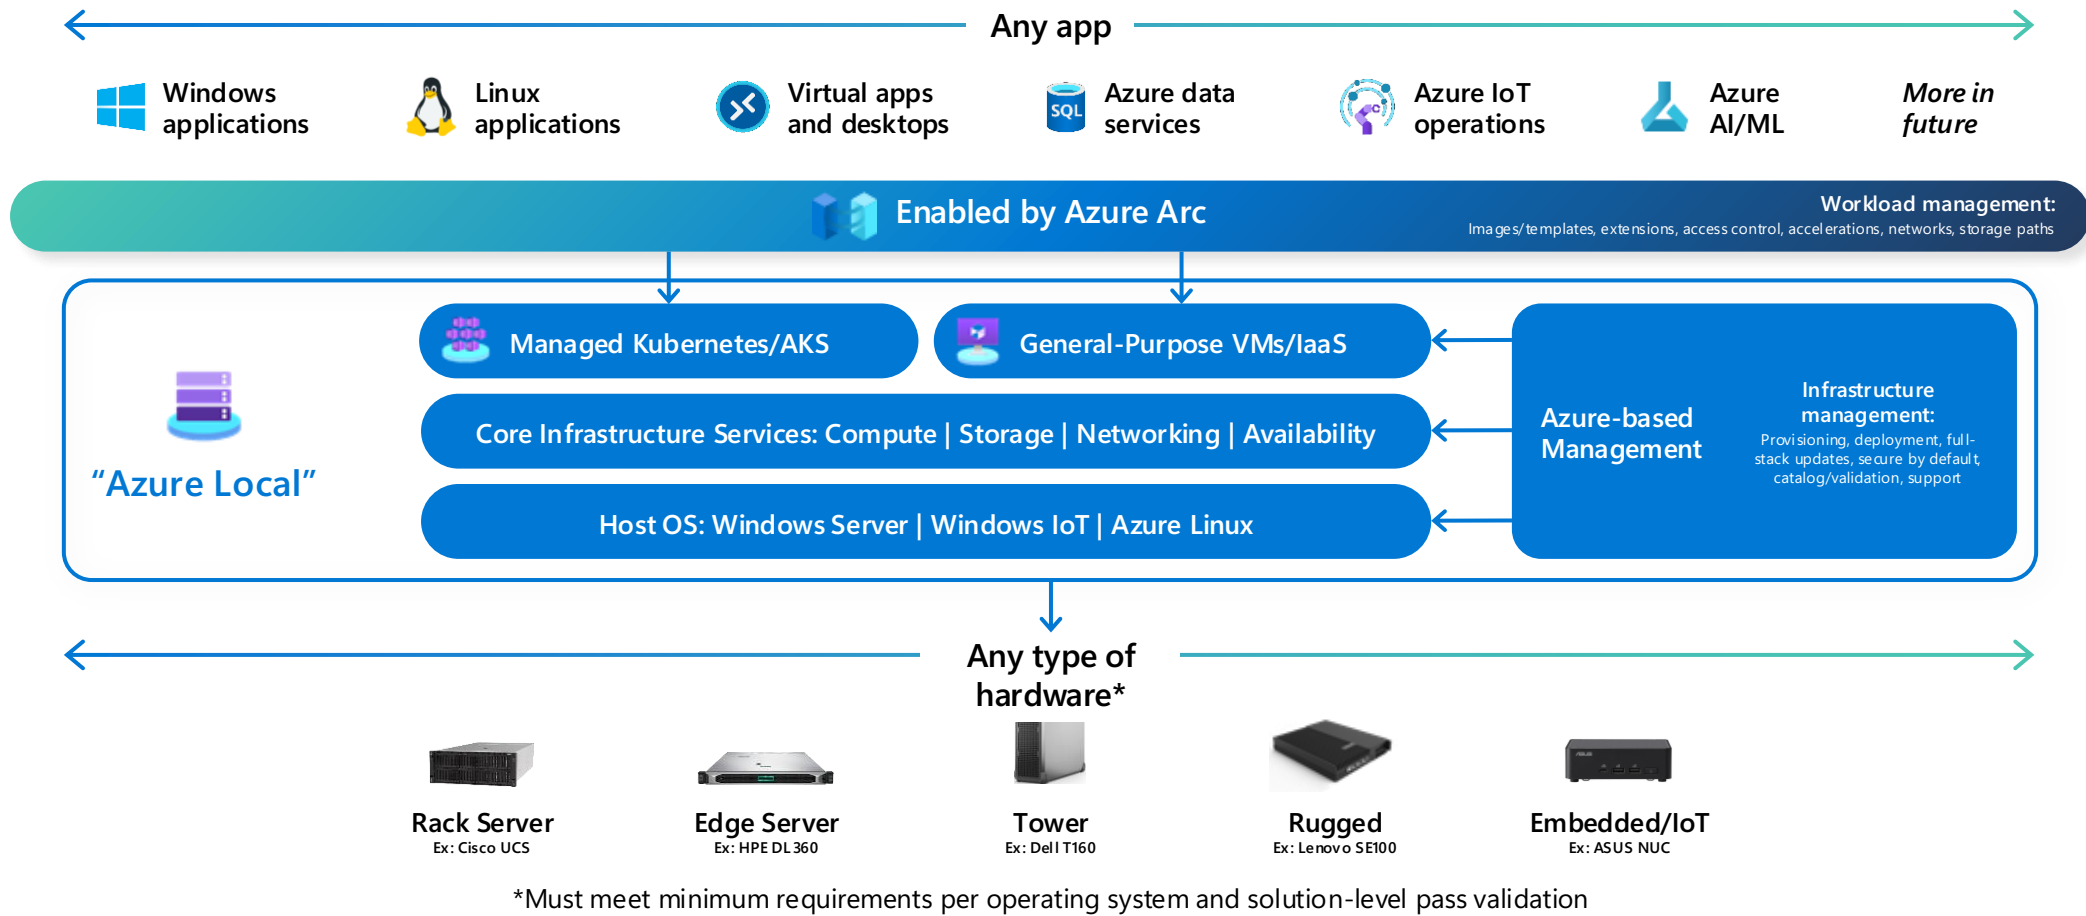 Any app
Windows
applications
Linux
applications
Virtual apps
and desktops
SQL
Azure data
services
C
Azure IoT
operations
Azure
AI/ML
More in
future
Enabled by Azure Arc
Workload management:
Images/templates, extensions, access control, accelerations, networks, storage paths
Managed Kubernetes/AKS
General-Purpose VMs/IaaS
Core Infrastructure Services: Compute | Storage | Networking | Availability
Host OS: Windows Server | Windows IoT | Azure Linux
“Azure Local”
Azure-based
Management
Infrastructure
management:
Provisioning, deployment, full-
stack updates, secure by default,
catalog/validation, support
Any type of
hardware*
ASUS
Rack Server
Ex: Cisco UCS
Edge Server
Ex: HPE DL360
Tower
Ex: Dell T160
Rugged
Ex: Lenovo SE100
Embedded/IoT
Ex: ASUS NUC
*Must meet minimum requirements per operating system and solution-level pass validation